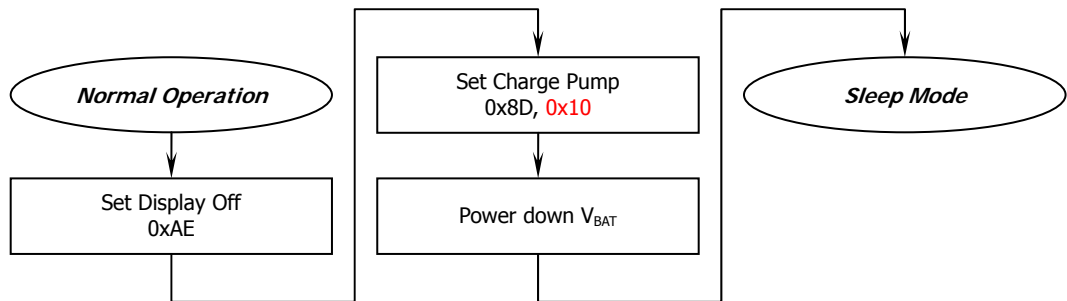 Normal Operation
Set Display Off
0xAE
Set Charge Pump
0x8D, 0x10
Power down VBAT
Sleep Mode